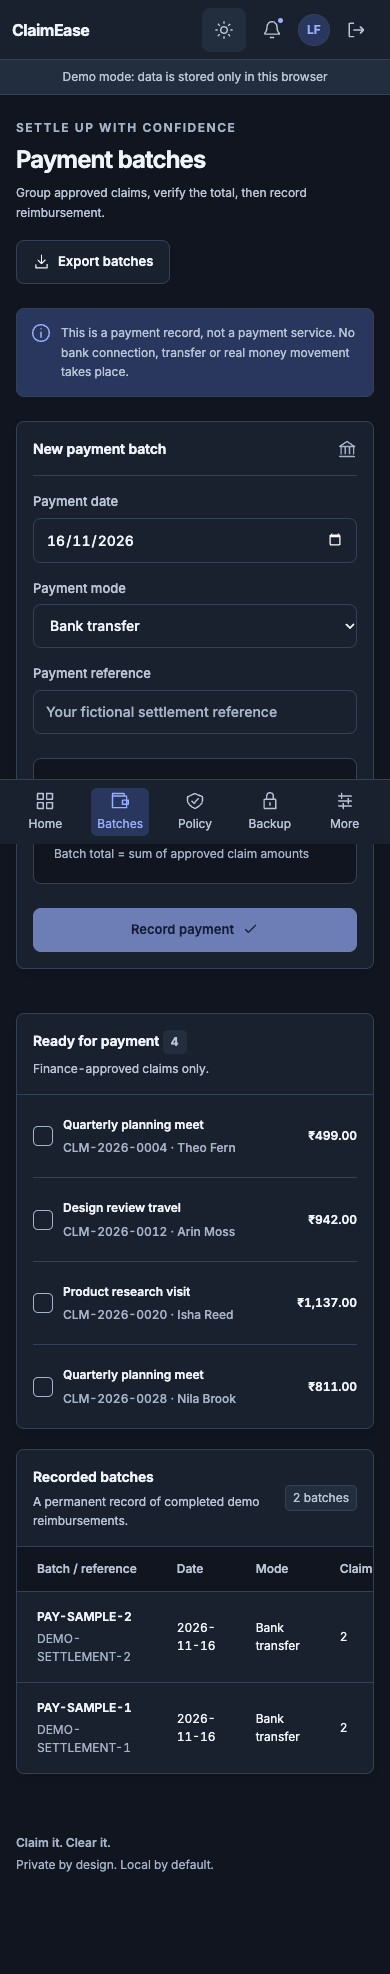 ClaimEase
LF
Demo mode: data is stored only in this browser
SETTLE UP WITH CONFIDENCE
Payment batches
Group approved claims, verify the total, then record
reimbursement.
Export batches
This is a payment record, not a payment service. No
bank connection, transfer or real money movement
takes place.
New payment batch
Payment date
16/11/2026
Payment mode
Bank transfer
Payment reference
Your fictional settlement reference
Home
Batches
Policy
Backup
More
Batch total = sum of approved claim amounts
Record payment
Ready for payment 4
Finance-approved claims only.
Quarterly planning meet
CLM-2026-0004 · Theo Fern
₹499.00
Design review travel
CLM-2026-0012 · Arin Moss
₹942.00
Product research visit
CLM-2026-0020 · Isha Reed
₹1,137.00
Quarterly planning meet
CLM-2026-0028 · Nila Brook
₹811.00
Recorded batches
A permanent record of completed demo
reimbursements.
2 batches
Batch / reference Date Mode Claim
PAY-SAMPLE-2
DEMO-
SETTLEMENT-2
2026-
11-16
Bank
transfer
2
PAY-SAMPLE-1
DEMO-
SETTLEMENT-1
2026-
11-16
Bank
transfer
2
Claim it. Clear it.
Private by design. Local by default.